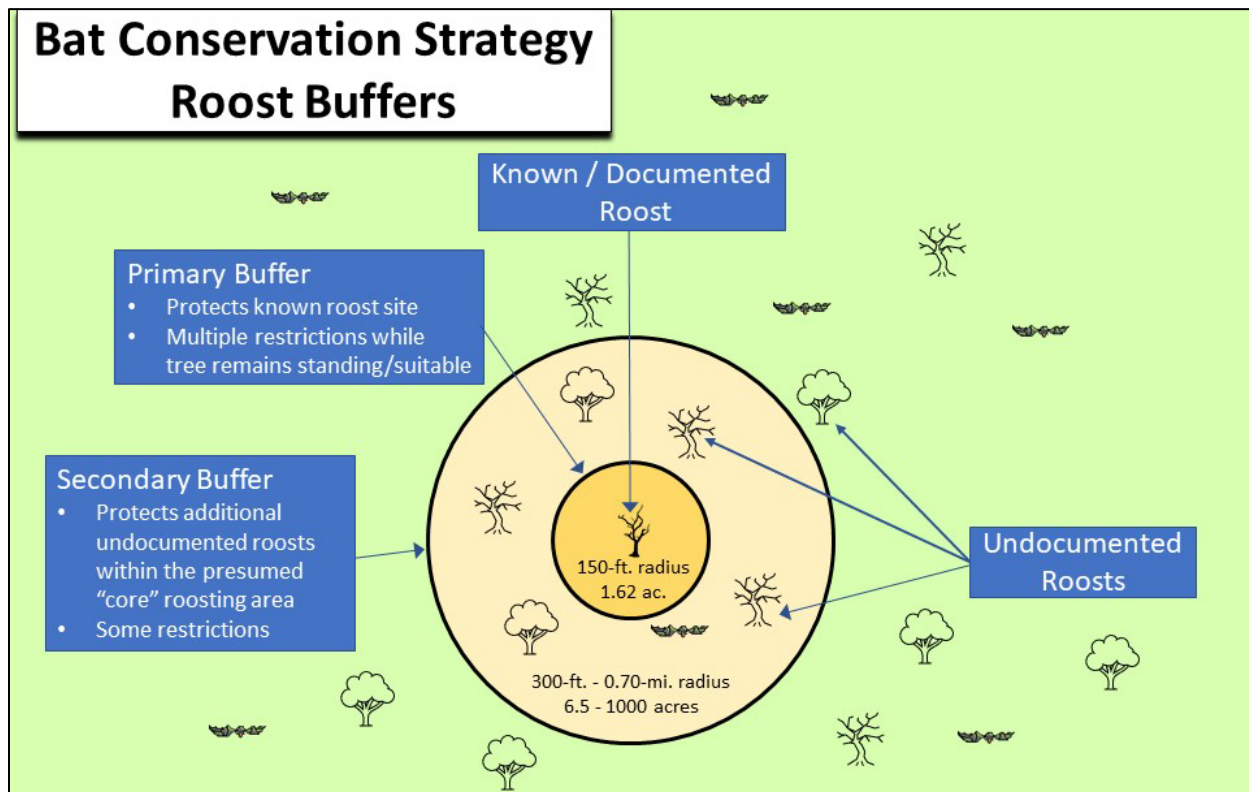 Bat Conservation Strategy
Roost Buffers
Known / Documented
Roost
Primary Buffer
• Protects known roost site
• Multiple restrictions while
tree remains standing/suitable
Secondary Buffer
• Protects additional
undocumented roosts
within the presumed
“core” roosting area
• Some restrictions
150-ft. radius
1.62 ac.
Undocumented
Roosts
300-ft. - 0.70-mi. radius
6.5 - 1000 acres